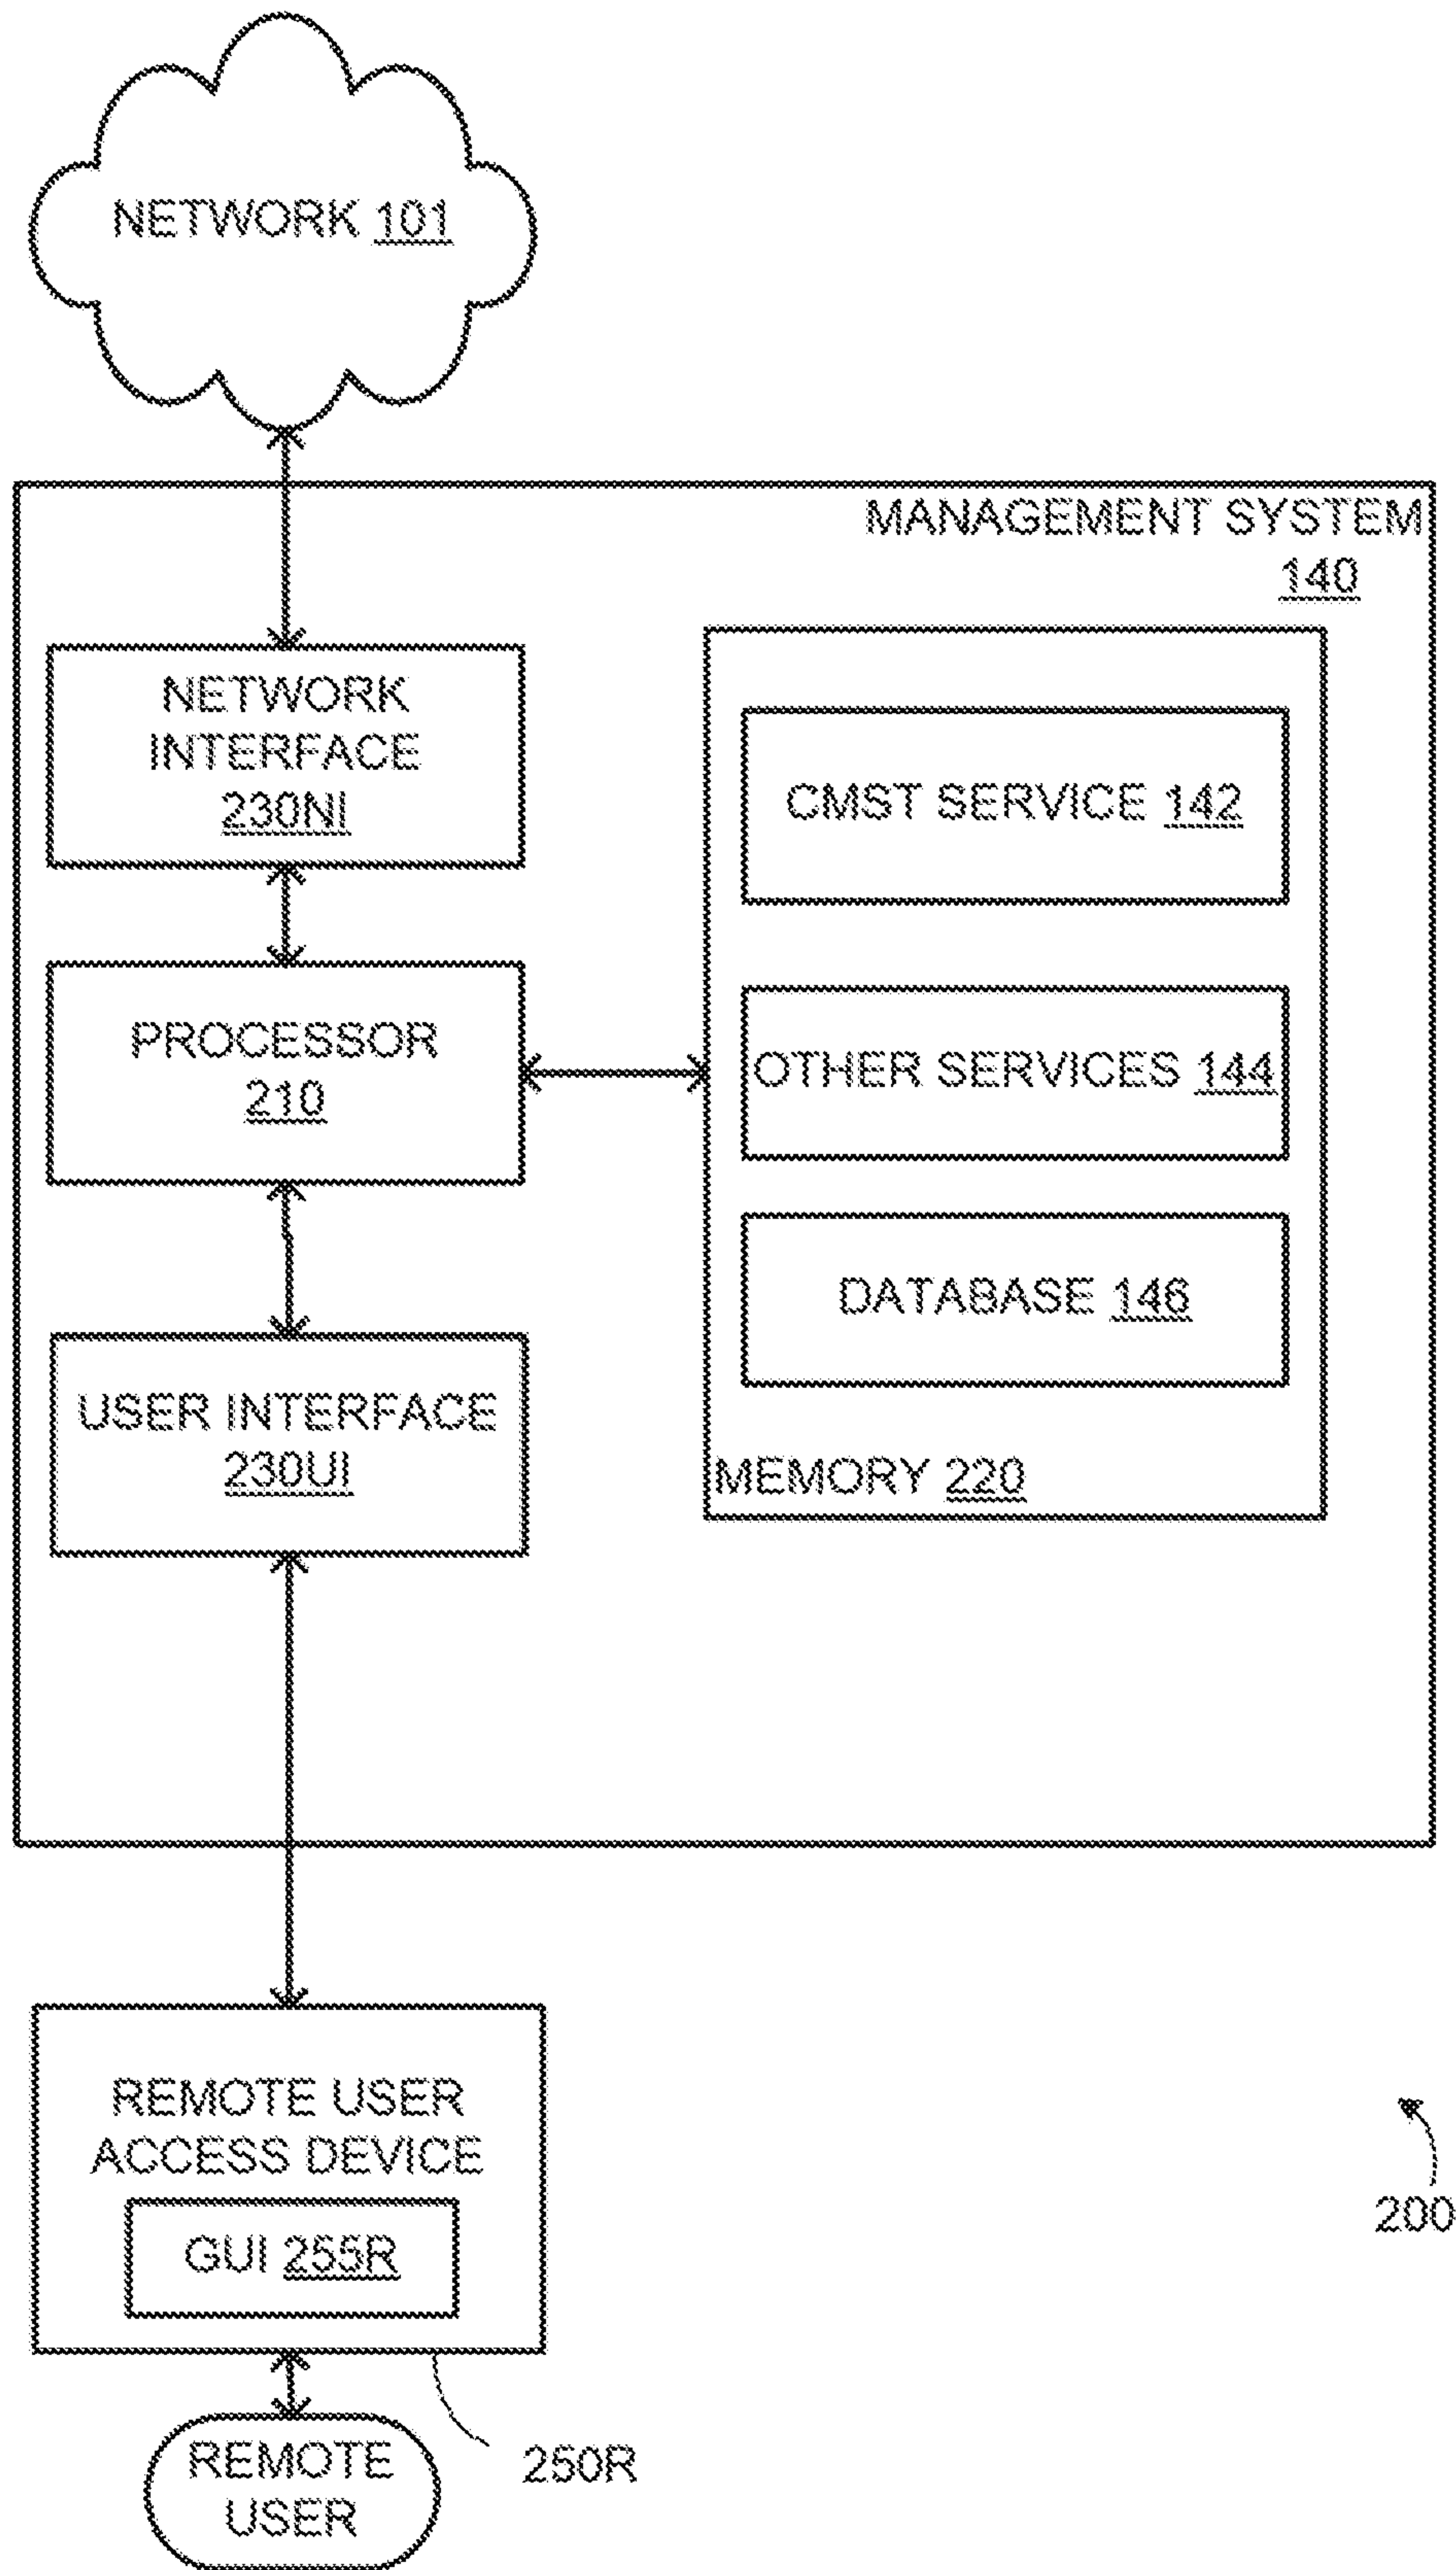 NETWORK 101
MANAGEMENT SYSTEM
140
NETWORK
INTERFACE
230NI
CMST SERVICE 142
PROCESSOR
210
OTHER SERVICES 144
DATABASE 146
USER INTERFACE
230UI
MEMORY 220
REMOTE USER
ACCESS DEVICE
GUI 255R
200
250R
REMOTE
USER